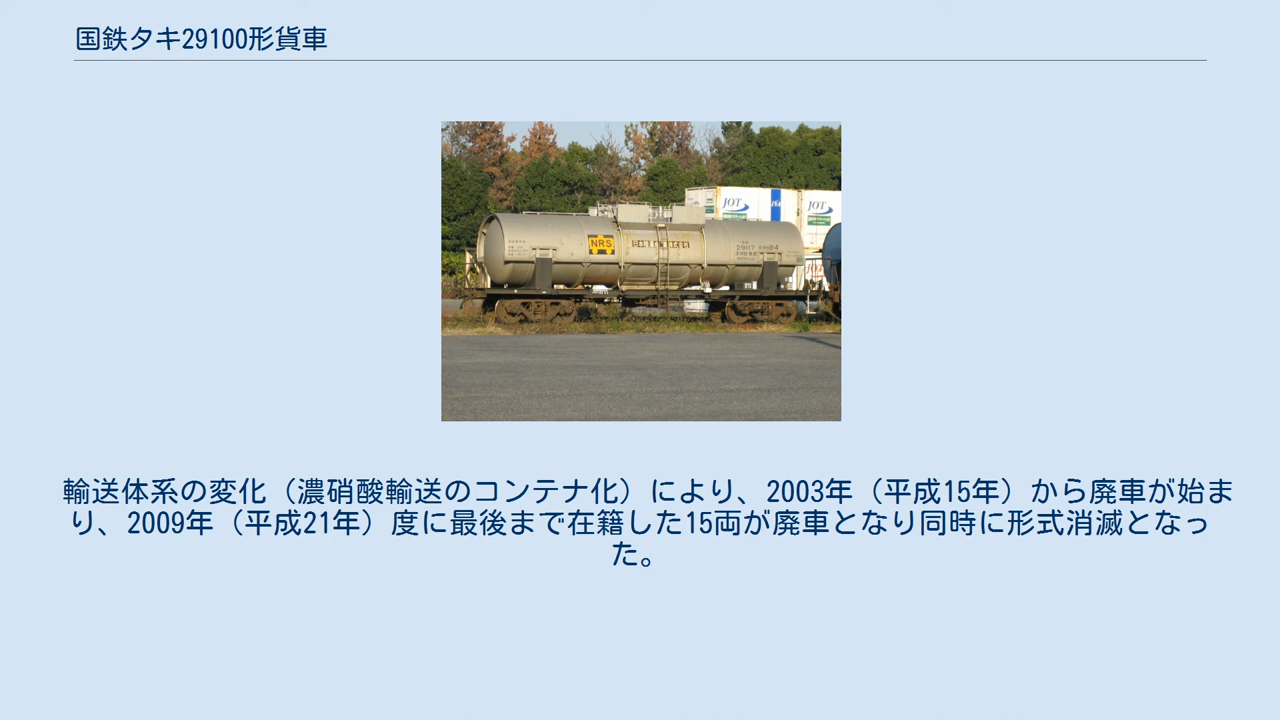 国鉄タキ29100形貨車
JOT
JOT
NRS
29117
輸送体系の変化（濃硝酸輸送のコンテナ化）により、2003年（平成15年）から廃車が始ま
り、2009年（平成21年）度に最後まで在籍した15両が廃車となり同時に形式消滅となっ
た。